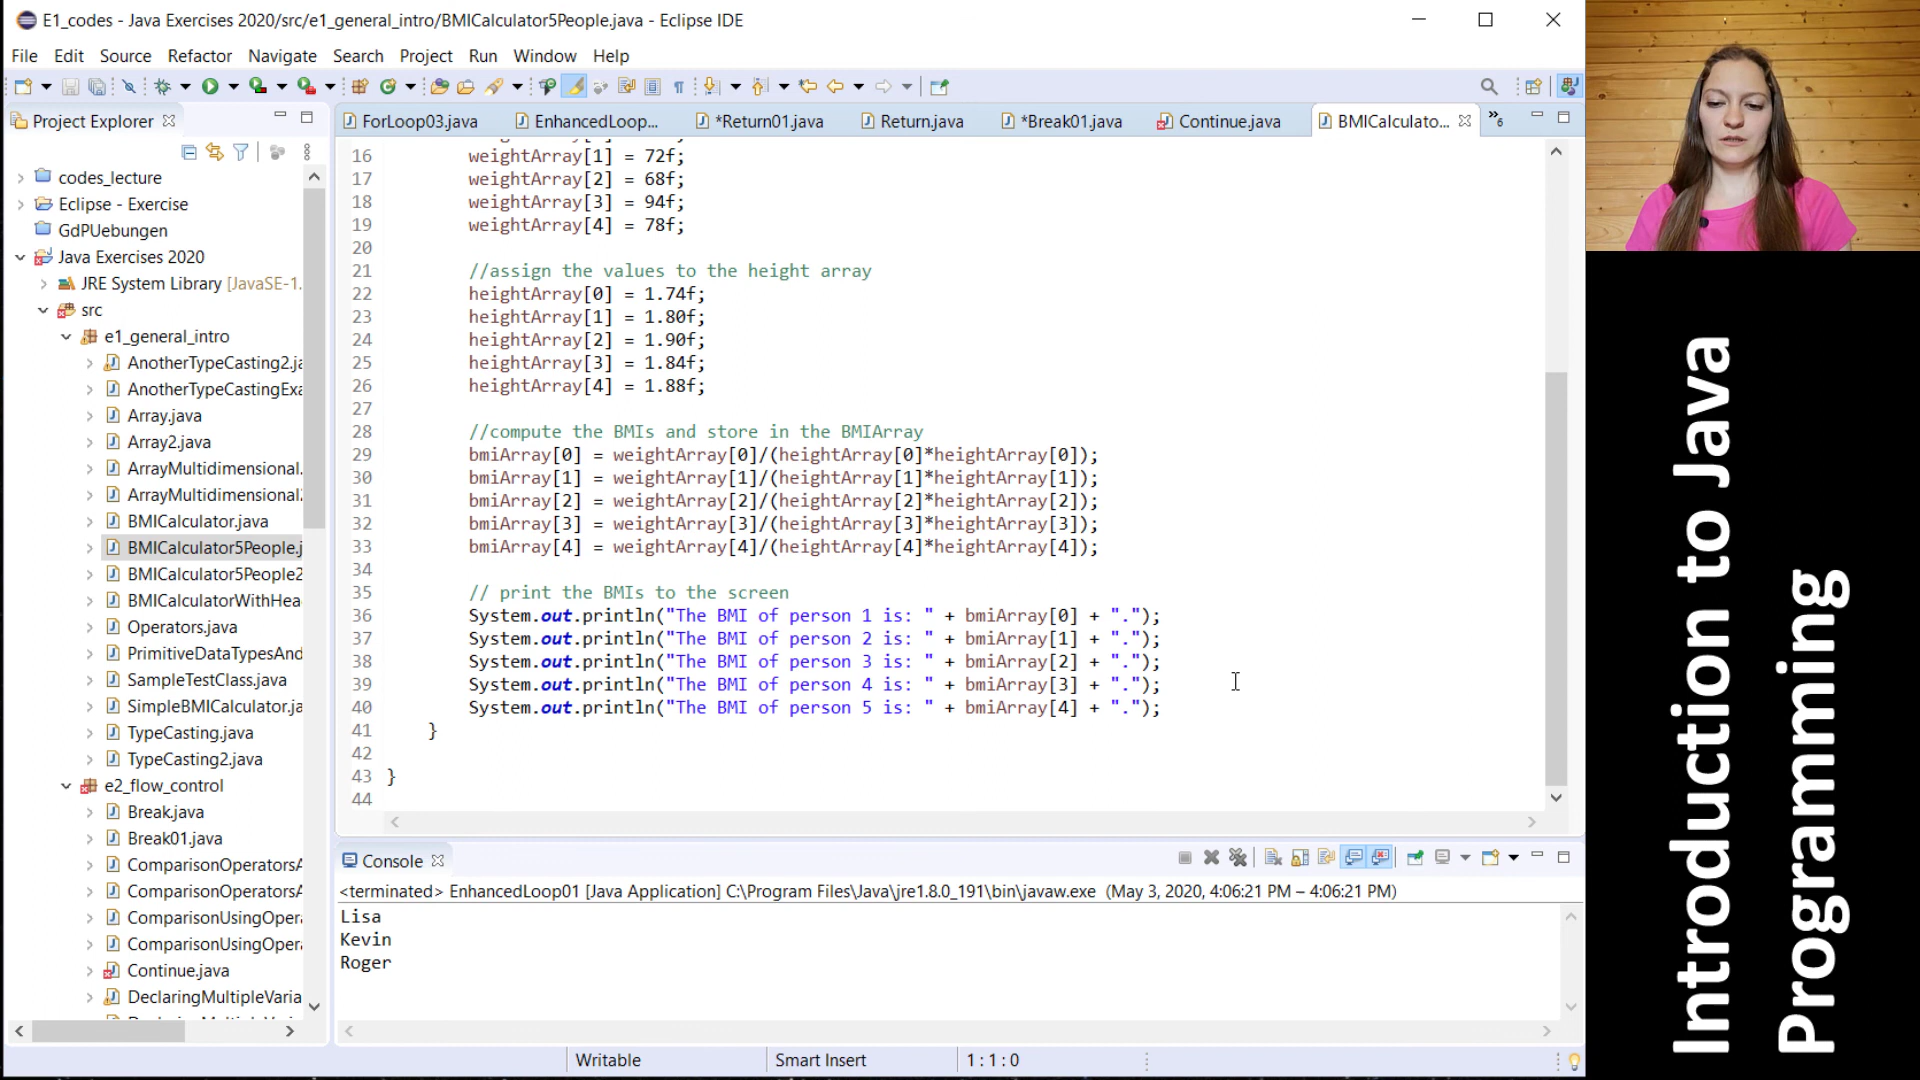 E1_codes - Java Exercises 2020/src/e1_general_intro/BMICalculator5People.java - Eclipse IDE
File Edit Source Refactor Navigate Search Project Run Window Help
Project Explorer
codes_lecture
Eclipse - Exercise
GdPUebungen
Java Exercises 2020
JRE System Library [JavaSE-1.
src
e1_general_intro
AnotherTypeCasting2.ja
AnotherTypeCastingExa
Array.java
Array2.java
ArrayMultidimensional.
ArrayMultidimensional2
BMICalculator.java
BMICalculator5People.j
BMICalculator5People2
BMICalculatorWithHea
Operators.java
PrimitiveDataTypesAnd
SampleTestClass.java
SimpleBMICalculator.ja
TypeCasting.java
TypeCasting2.java
e2_flow_control
Break.java
Break01.java
ComparisonOperatorsA
ComparisonOperatorsA
ComparisonUsingOpera
ComparisonUsingOpera
Continue.java
DeclaringMultipleVaria
ForLoop03.java EnhancedLoop... *Return01.java Return.java *Break01.java Continue.java BMICalculato... »6
16 weightArray[1] = 72f;
17 weightArray[2] = 68f;
18 weightArray[3] = 94f;
19 weightArray[4] = 78f;
20
21 //assign the values to the height array
22 heightArray[0] = 1.74f;
23 heightArray[1] = 1.80f;
24 heightArray[2] = 1.90f;
25 heightArray[3] = 1.84f;
26 heightArray[4] = 1.88f;
27
28 //compute the BMIs and store in the BMIArray
29 bmiArray[0] = weightArray[0]/(heightArray[0]*heightArray[0]);
30 bmiArray[1] = weightArray[1]/(heightArray[1]*heightArray[1]);
31 bmiArray[2] = weightArray[2]/(heightArray[2]*heightArray[2]);
32 bmiArray[3] = weightArray[3]/(heightArray[3]*heightArray[3]);
33 bmiArray[4] = weightArray[4]/(heightArray[4]*heightArray[4]);
34
35 // print the BMIs to the screen
36 System.out.println("The BMI of person 1 is: " + bmiArray[0] + ".");
37 System.out.println("The BMI of person 2 is: " + bmiArray[1] + ".");
38 System.out.println("The BMI of person 3 is: " + bmiArray[2] + ".");
39 System.out.println("The BMI of person 4 is: " + bmiArray[3] + ".");
40 System.out.println("The BMI of person 5 is: " + bmiArray[4] + ".");
41 }
42
43 }
44
Console
<terminated> EnhancedLoop01 [Java Application] C:\Program Files\Java\jre1.8.0_191\bin\javaw.exe (May 3, 2020, 4:06:21 PM – 4:06:21 PM)
Lisa
Kevin
Roger
Writable Smart Insert 1 : 1 : 0
Introduction to Java
Programming